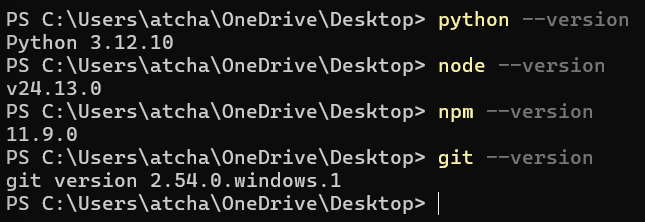 PS C:\Users\atcha\OneDrive\Desktop> python --version
Python 3.12.10
PS C:\Users\atcha\OneDrive\Desktop> node --version
v24.13.0
PS C:\Users\atcha\OneDrive\Desktop> npm --version
11.9.0
PS C:\Users\atcha\OneDrive\Desktop> git --version
git version 2.54.0.windows.1
PS C:\Users\atcha\OneDrive\Desktop>